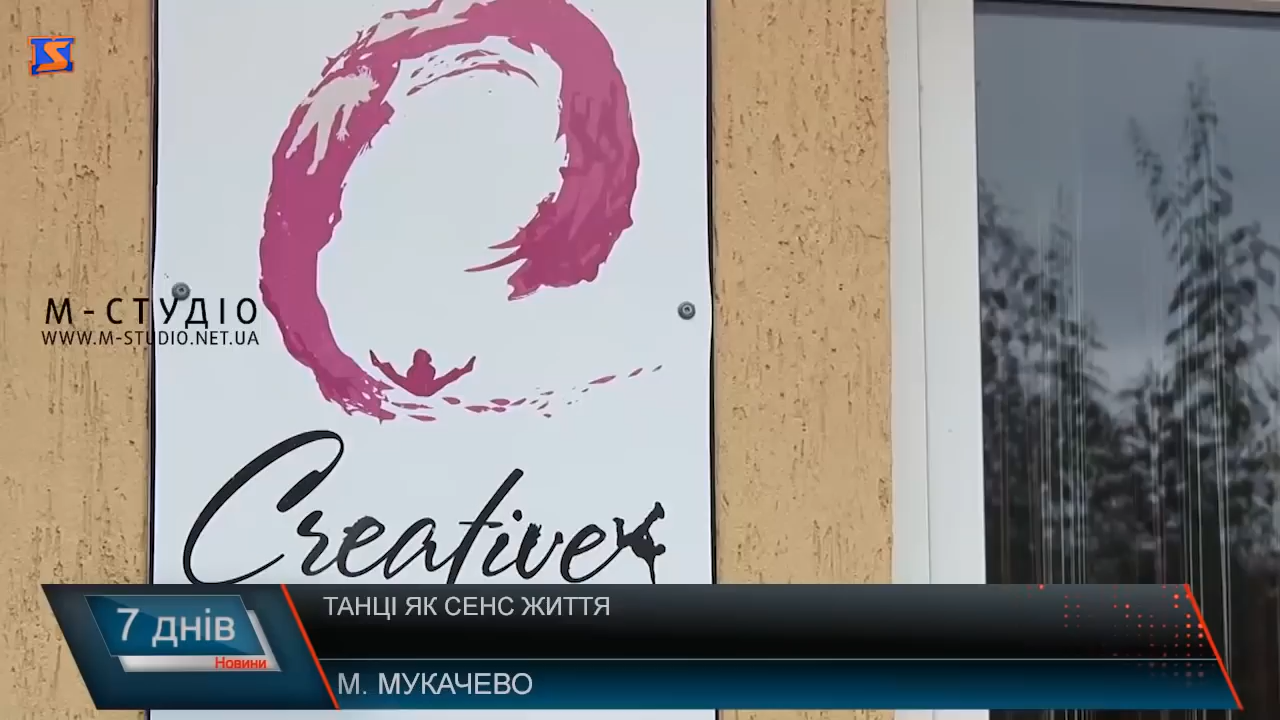 М-СТУДІО
WWW.M-STUDIO.NET.UA
Creative
7 днів
Новини
ТАНЦІ ЯК СЕНС ЖИТТЯ
М. МУКАЧЕВО